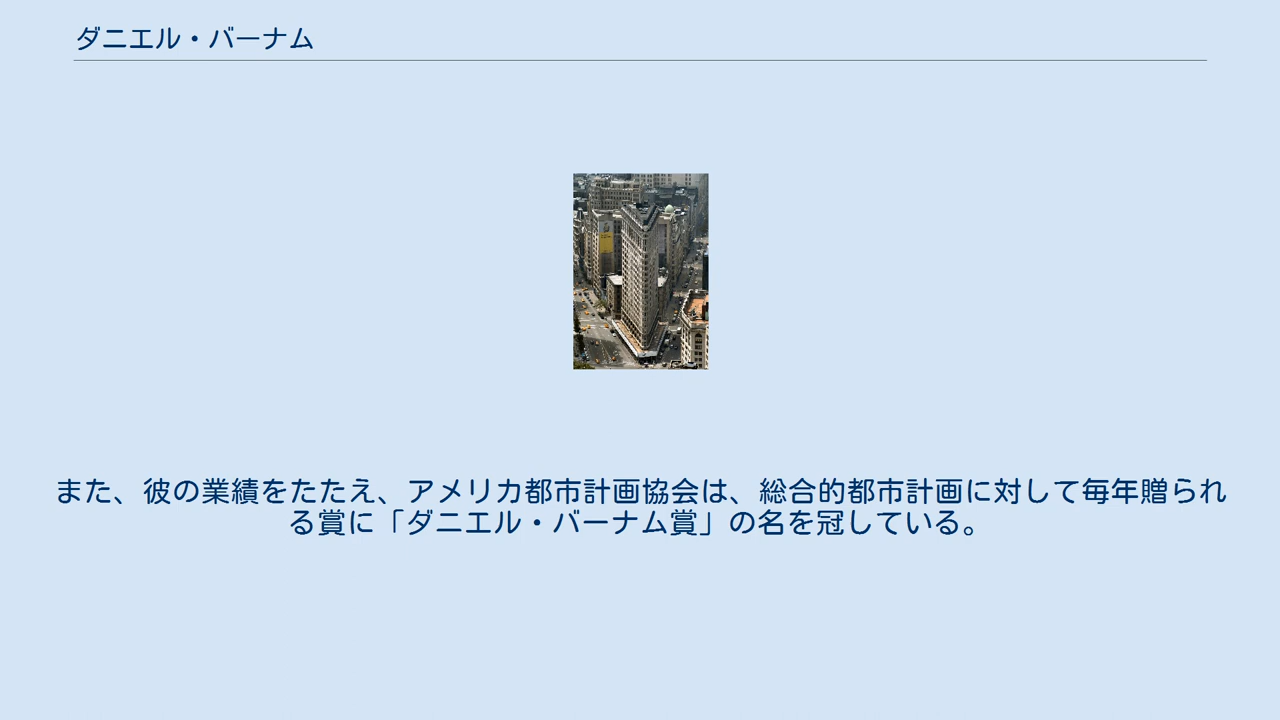 ダニエル・バーナム
また、彼の業績をたたえ、アメリカ都市計画協会は、総合的都市計画に対して毎年贈られ
る賞に「ダニエル・バーナム賞」の名を冠している。